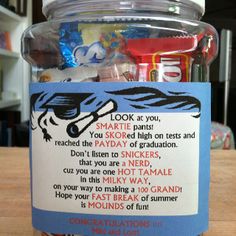 LOOK at you,
SMARTIE pants!
You SKORed high on tests and
reached the PAYDAY of graduation.
Don't listen to SNICKERS,
that you are a NERD,
cuz you are one HOT TAMALE
in this MILKY WAY,
on your way to making a 100 GRAND!
Hope your FAST BREAK of summer
is MOUNDS of fun!
CONGRATULATIONS !!!